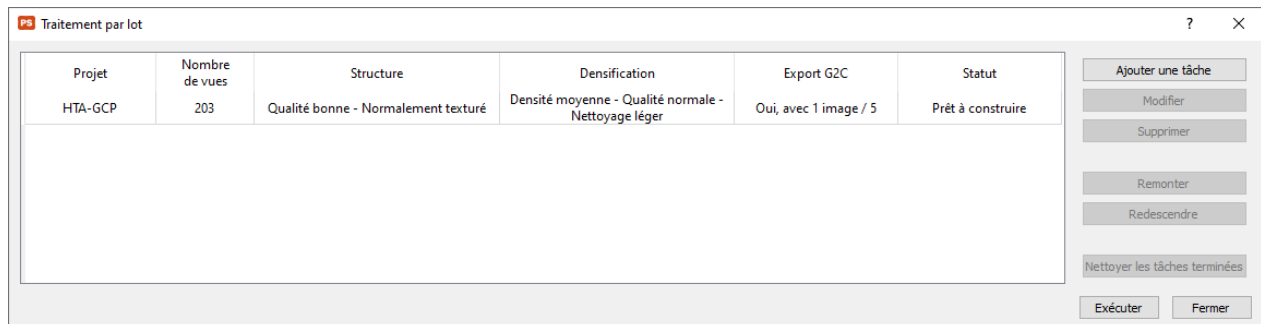 PS Traitement par lot ?
Projet Nombre de vues Structure Densification Export G2C Statut
HTA-GCP 203 Qualité bonne - Normalement texturé Densité moyenne - Qualité normale - Nettoyage léger Oui, avec 1 image / 5 Prêt à construire
Ajouter une tâche
Modifier
Supprimer
Remonter
Redescendre
Nettoyer les tâches terminées
Exécuter Fermer